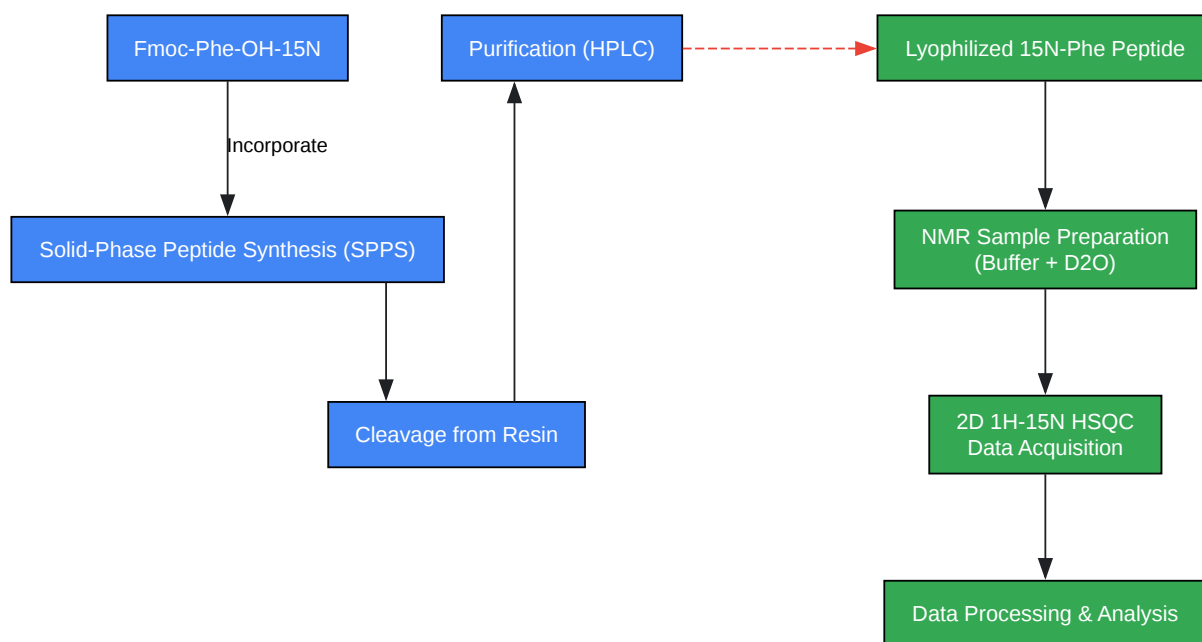 Fmoc-Phe-OH-15N
Purification (HPLC)
Lyophilized 15N-Phe Peptide
Incorporate
Solid-Phase Peptide Synthesis (SPPS)
NMR Sample Preparation
(Buffer + D2O)
Cleavage from Resin
2D 1H-15N HSQC
Data Acquisition
Data Processing & Analysis